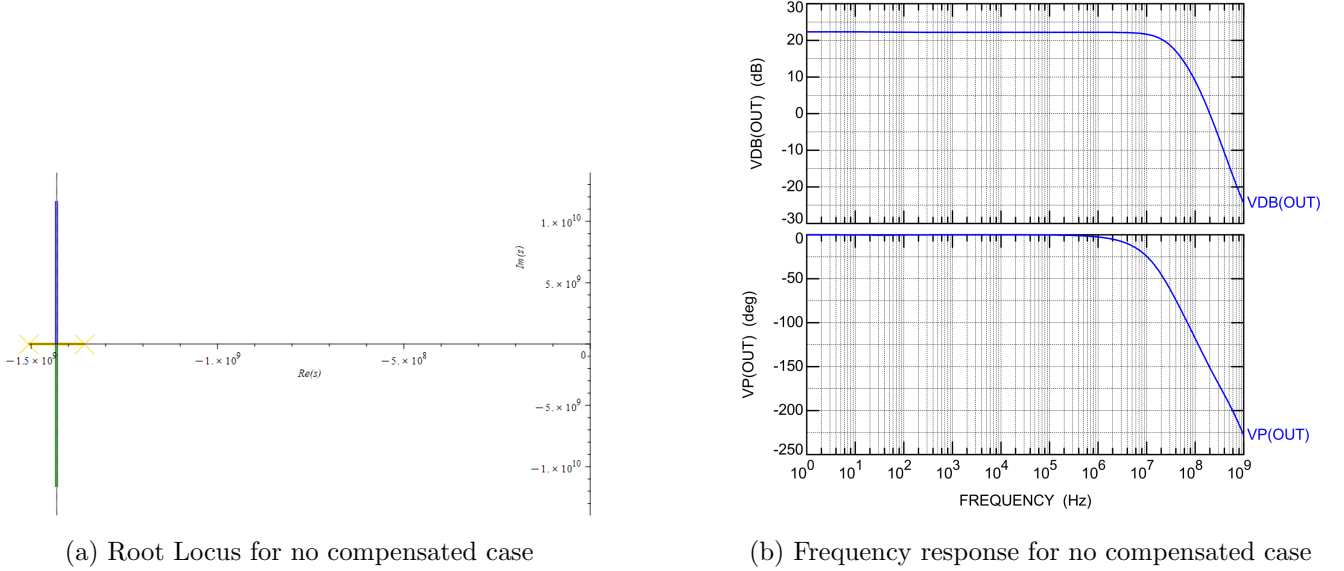 1. × 10^10
Im(s)
5. × 10^9
−1.5 × 10^9
−1. × 10^9
−5. × 10^8
0
Re(s)
−5. × 10^9
−1. × 10^10
(a) Root Locus for no compensated case
30
20
10
0
-10
-20
-30
VDB(OUT) (dB)
VDB(OUT)
0
-50
-100
-150
-200
-250
VP(OUT) (deg)
VP(OUT)
10^0 10^1 10^2 10^3 10^4 10^5 10^6 10^7 10^8 10^9
FREQUENCY (Hz)
(b) Frequency response for no compensated case